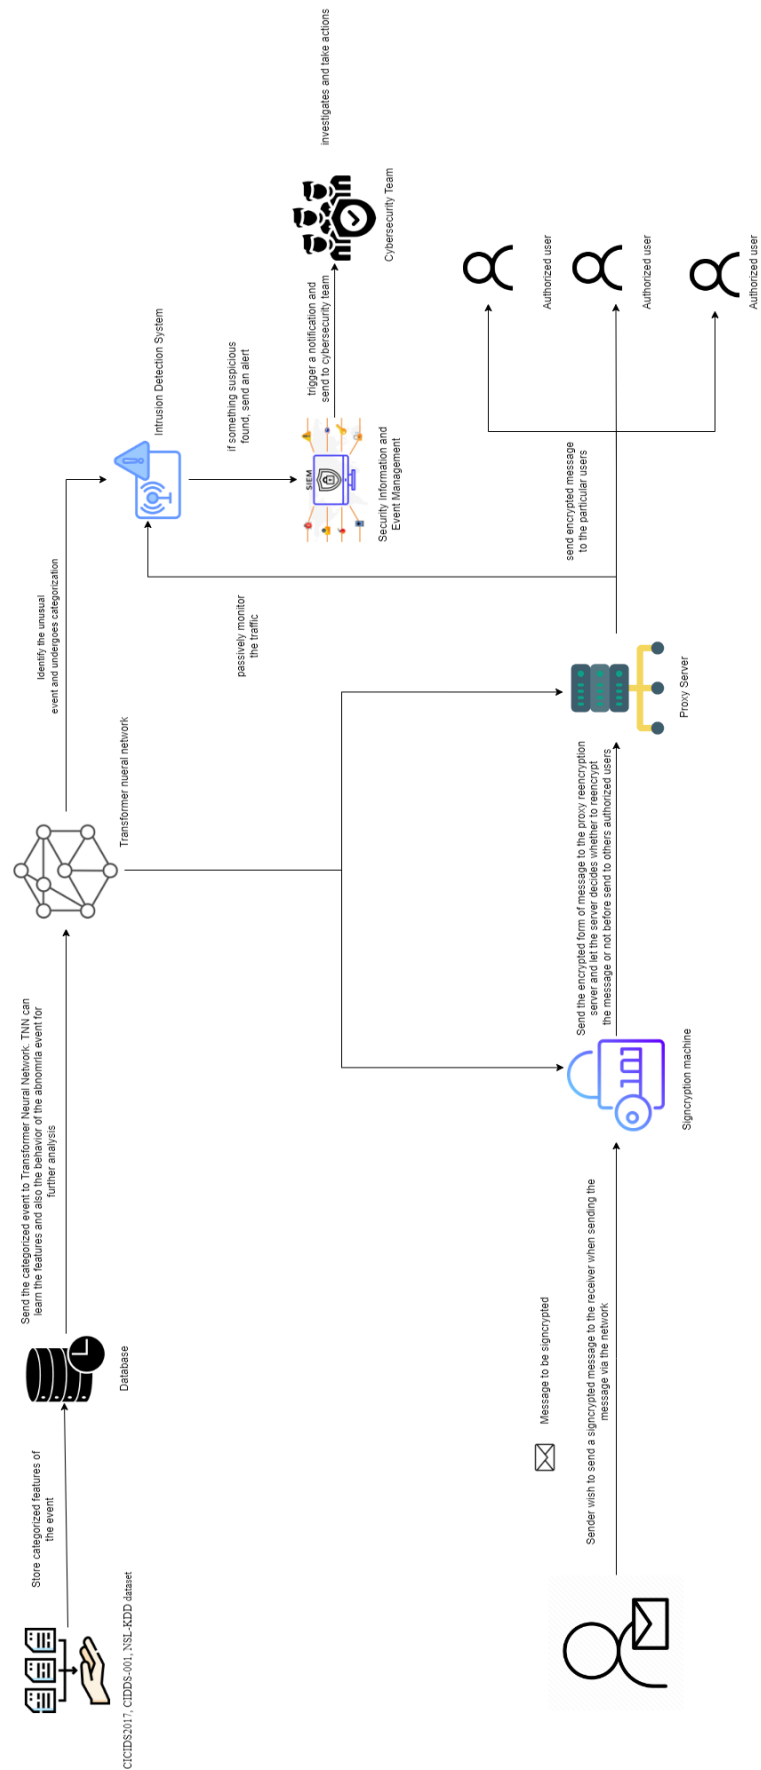 CICIDS2017, CIDDS-001, NSL-KDD dataset
Store categorized features of
the event
Database
Send the categorized event to Transformer Neural Network. TNN can
learn the features and also the behavior of the abnomrla event for
further analysis
Transformer nueral network
Identify the unusual
event and undergoes categorization
Intrusion Detection System
passively monitor
the traffic
if something suspicious
found, send an alert
SIEM
Security Information and
Event Management
trigger a notification and
send to cybersecurity team
Cybersecurity Team
investigates and take actions
Message to be signcrypted
Sender wish to send a signcrypted message to the receiver when sending the
message via the network
Signcryption machine
Send the encrypted form of message to the proxy reencryption
server and let the server decides whether to reencrypt
the message or not before send to others authorized users
Proxy Server
send encrypted message
to the particular users
Authorized user
Authorized user
Authorized user